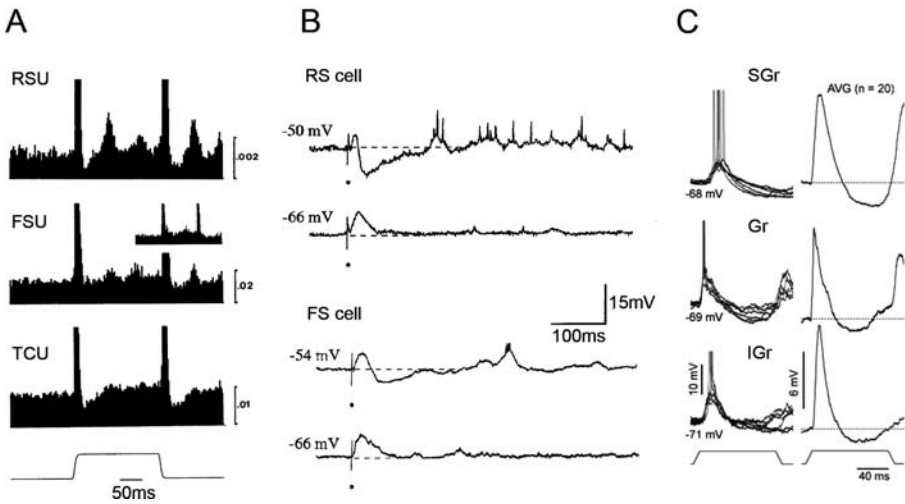 A
RSU
.002
FSU
.02
TCU
.01
50ms
B
RS cell
-50 mV
-66 mV
15mV
100ms
FS cell
-54 mV
-66 mV
C
SGr
AVG (n = 20)
-68 mV
Gr
-69 mV
IGr
10 mV
6 mV
-71 mV
40 ms